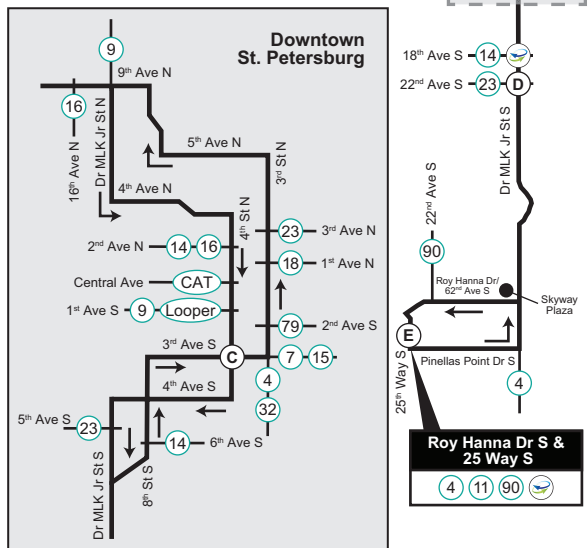 Downtown
St. Petersburg
9
9th Ave N
16
16th Ave N
Dr MLK Jr St N
5th Ave N
3rd St N
4th Ave N
4th St N
23 3rd Ave N
2nd Ave N 14 16
18 1st Ave N
Central Ave CAT
1st Ave S 9 Looper
79 2nd Ave S
3rd Ave S
C
7 15
4th Ave S
4
32
5th Ave S
23
14 6th Ave S
Dr MLK Jr St S
8th St S
18th Ave S 14
22nd Ave S 23 D
Dr MLK Jr St S
22nd Ave S
90
Roy Hanna Dr/
62nd Ave S
Skyway
Plaza
E
25th Way S
Pinellas Point Dr S
4
Roy Hanna Dr S &
25 Way S
4 11 90